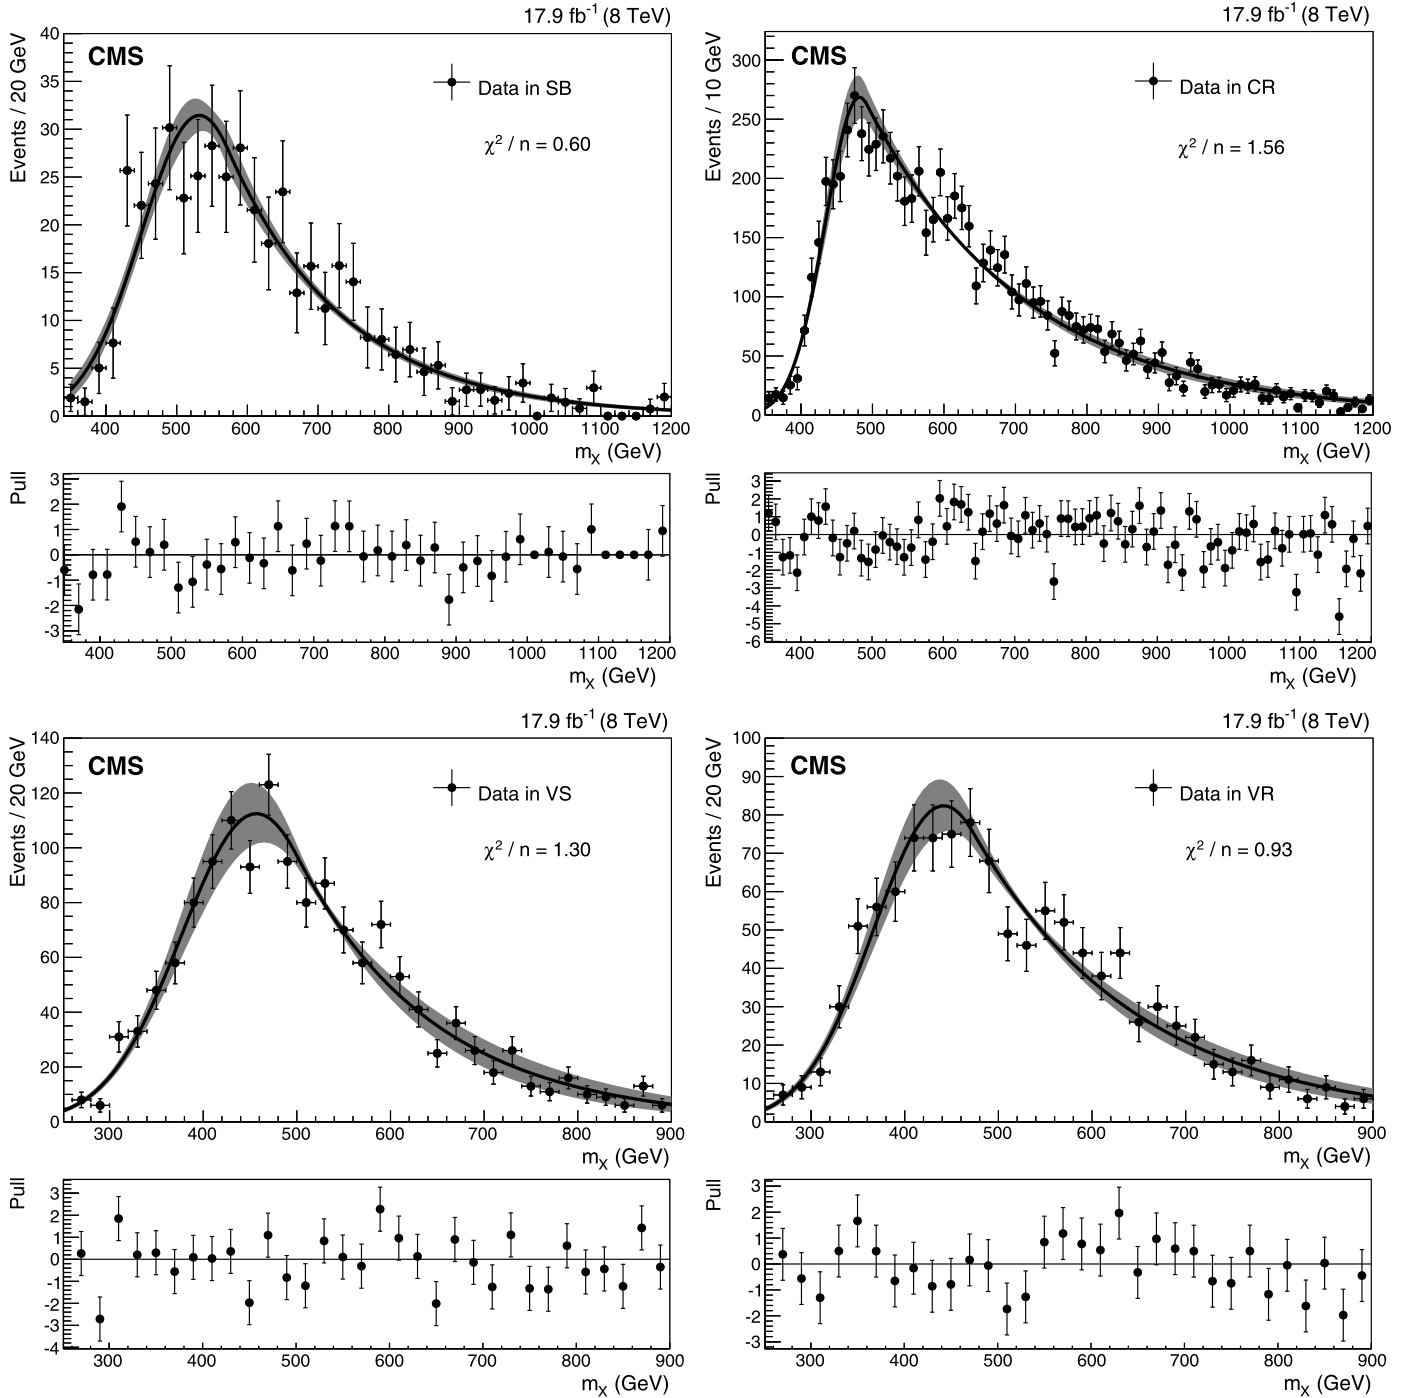 17.9 fb⁻¹ (8 TeV)
Events / 20 GeV
CMS
Data in SB
χ² / n = 0.60
40
35
30
25
20
15
10
5
0
400 500 600 700 800 900 1000 1100 1200
m_X (GeV)
Pull
3
2
1
0
-1
-2
-3
400 500 600 700 800 900 1000 1100 1200
m_X (GeV)
17.9 fb⁻¹ (8 TeV)
Events / 10 GeV
CMS
Data in CR
χ² / n = 1.56
300
250
200
150
100
50
0
400 500 600 700 800 900 1000 1100 1200
m_X (GeV)
Pull
3
2
1
0
-1
-2
-3
-4
-5
-6
400 500 600 700 800 900 1000 1100 1200
m_X (GeV)
17.9 fb⁻¹ (8 TeV)
Events / 20 GeV
CMS
Data in VS
χ² / n = 1.30
140
120
100
80
60
40
20
0
300 400 500 600 700 800 900
m_X (GeV)
Pull
3
2
1
0
-1
-2
-3
-4
300 400 500 600 700 800 900
m_X (GeV)
17.9 fb⁻¹ (8 TeV)
Events / 20 GeV
CMS
Data in VR
χ² / n = 0.93
100
90
80
70
60
50
40
30
20
10
0
300 400 500 600 700 800 900
m_X (GeV)
Pull
3
2
1
0
-1
-2
-3
300 400 500 600 700 800 900
m_X (GeV)